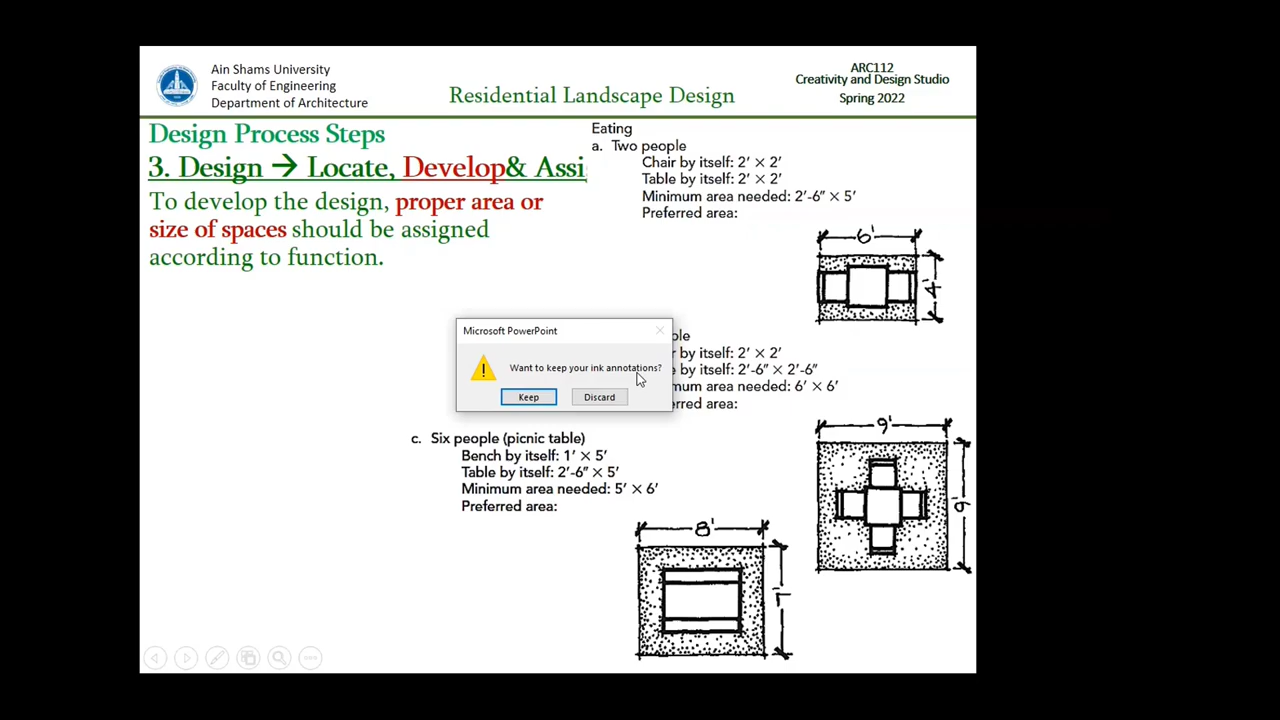 Ain Shams University
Faculty of Engineering
Department of Architecture
Residential Landscape Design
ARC112
Creativity and Design Studio
Spring 2022
Design Process Steps
3. Design → Locate, Develop& Assi
To develop the design, proper area or
size of spaces should be assigned
according to function.
Eating
a. Two people
Chair by itself: 2′ × 2′
Table by itself: 2′ × 2′
Minimum area needed: 2′-6″ × 5′
Preferred area:
6'
4'
ple
r by itself: 2′ × 2′
e by itself: 2′-6″ × 2′-6″
mum area needed: 6′ × 6′
rred area:
9'
9'
Microsoft PowerPoint
Want to keep your ink annotations?
Keep
Discard
c. Six people (picnic table)
Bench by itself: 1′ × 5′
Table by itself: 2′-6″ × 5′
Minimum area needed: 5′ × 6′
Preferred area:
8'
7'